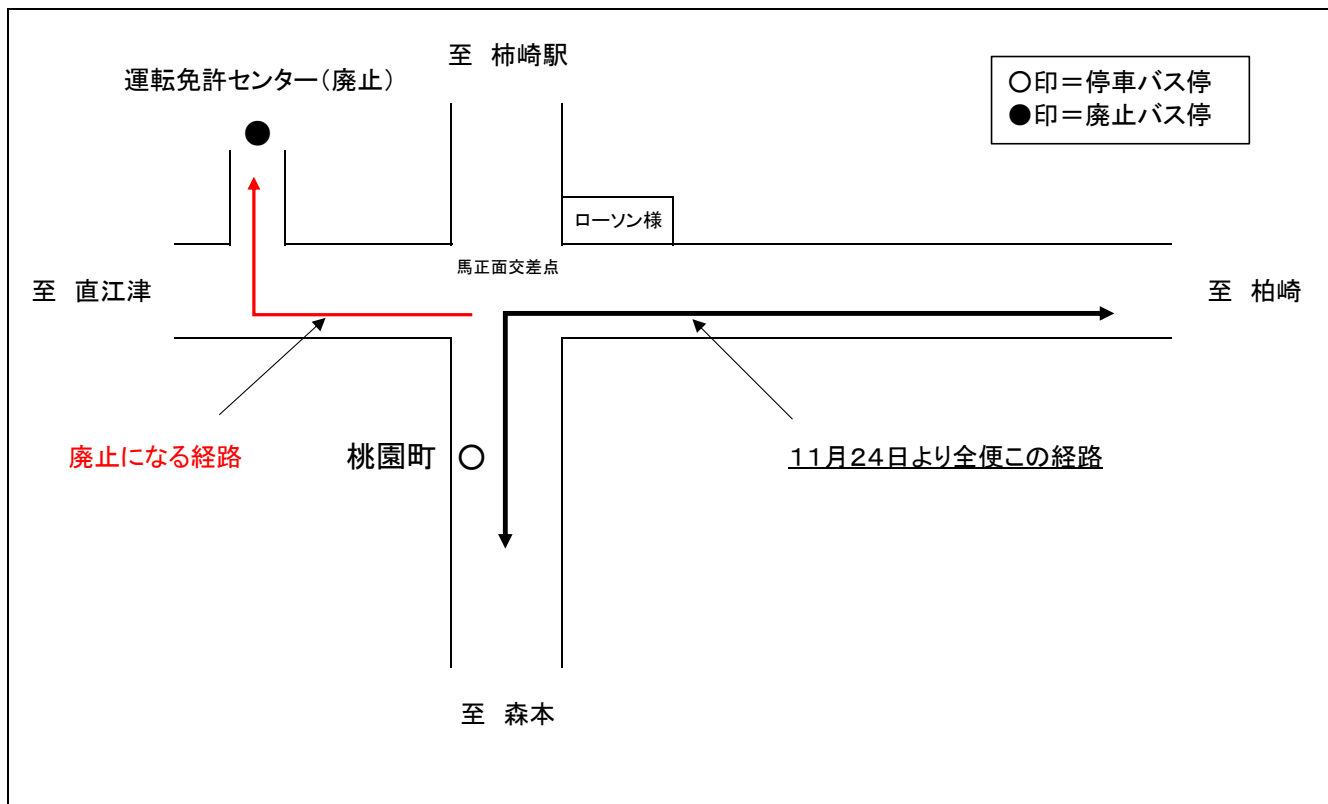 至　柿崎駅
運転免許センター（廃止）
○印＝停車バス停
●印＝廃止バス停
ローソン様
馬正面交差点
至　直江津
至　柏崎
廃止になる経路
桃園町
11月24日より全便この経路
至　森本